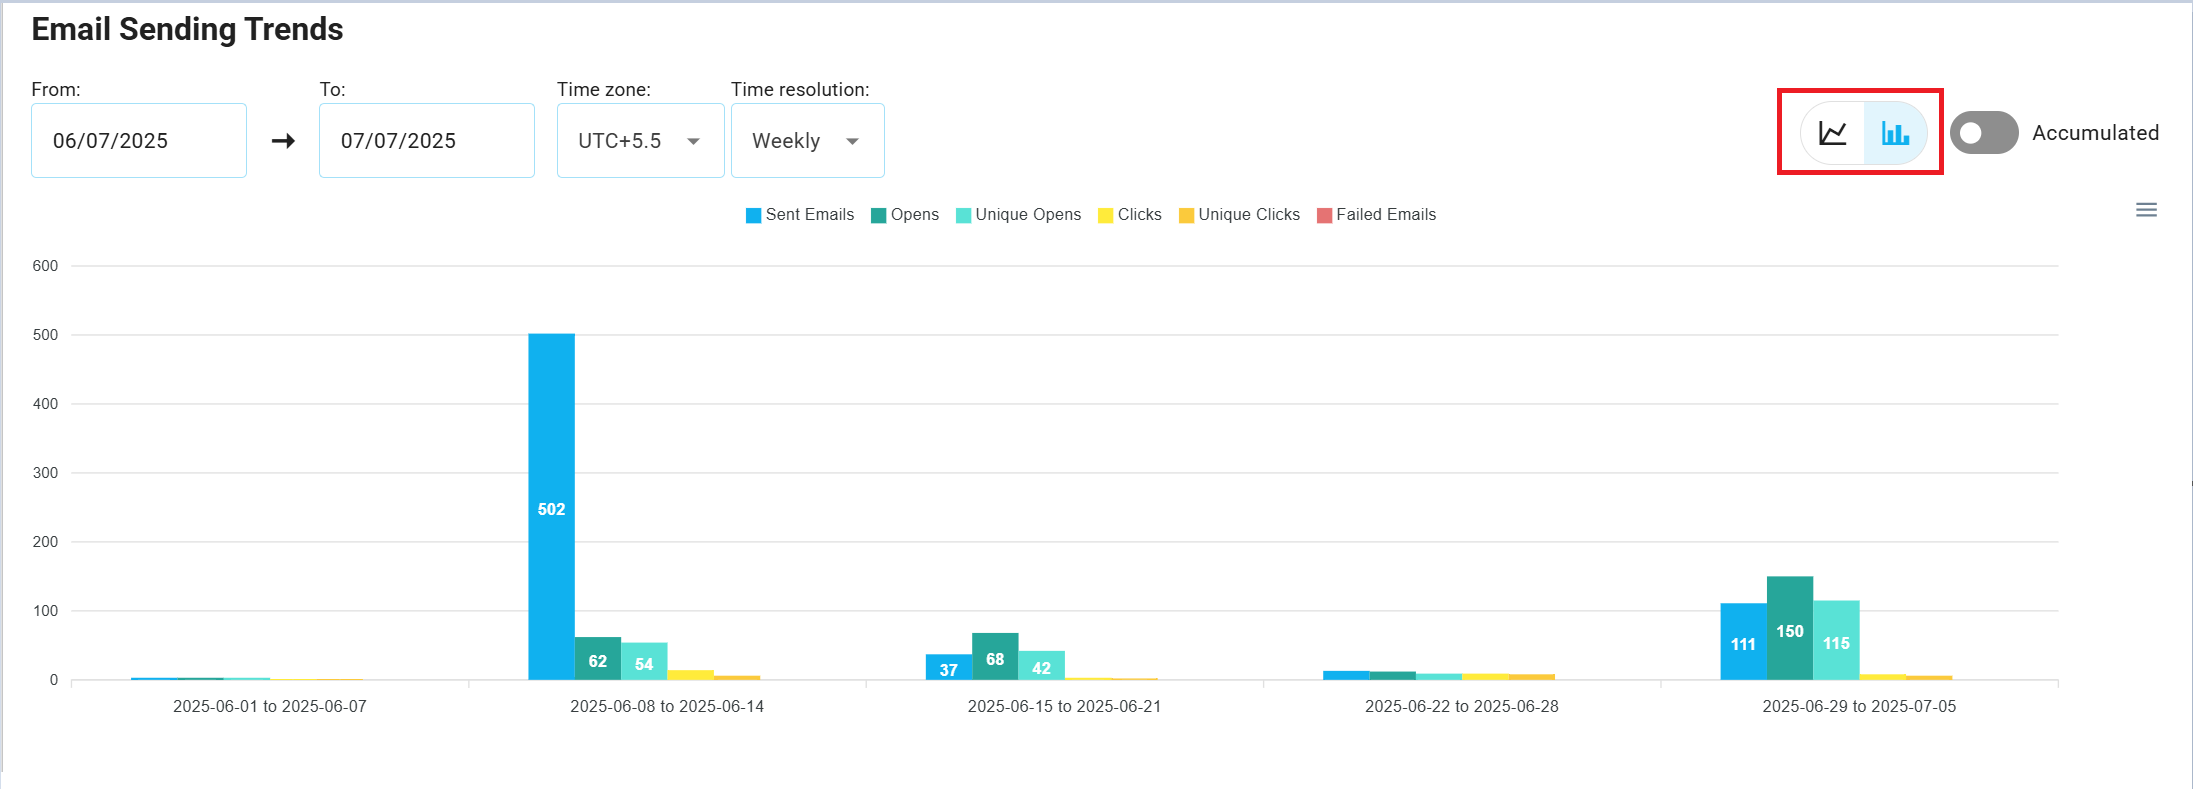 Email Sending Trends
From: To: Time zone: Time resolution:
06/07/2025 07/07/2025 UTC+5.5 Weekly Accumulated
Sent Emails Opens Unique Opens Clicks Unique Clicks Failed Emails
600
500
400
300
200
100
0
502 62 54
37 68 42
111 150 115
2025-06-01 to 2025-06-07 2025-06-08 to 2025-06-14 2025-06-15 to 2025-06-21 2025-06-22 to 2025-06-28 2025-06-29 to 2025-07-05